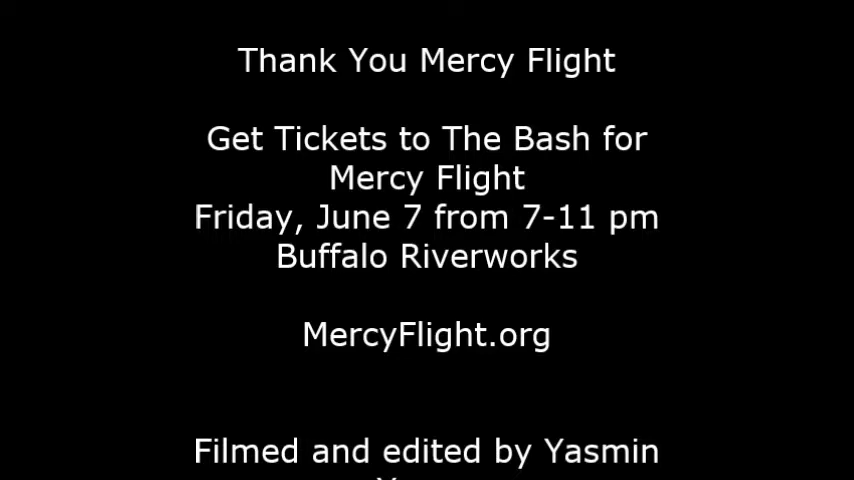 Thank You Mercy Flight
Get Tickets to The Bash for
Mercy Flight
Friday, June 7 from 7-11 pm
Buffalo Riverworks
MercyFlight.org
Filmed and edited by Yasmin